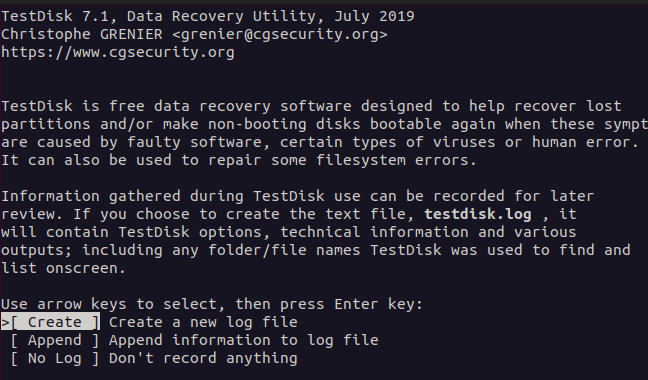 TestDisk 7.1, Data Recovery Utility, July 2019
Christophe GRENIER <grenier@cgsecurity.org>
https://www.cgsecurity.org
TestDisk is free data recovery software designed to help recover lost
partitions and/or make non-booting disks bootable again when these sympt
are caused by faulty software, certain types of viruses or human error.
It can also be used to repair some filesystem errors.
Information gathered during TestDisk use can be recorded for later
review. If you choose to create the text file, testdisk.log , it
will contain TestDisk options, technical information and various
outputs; including any folder/file names TestDisk was used to find and
list onscreen.
Use arrow keys to select, then press Enter key:
>[ Create ] Create a new log file
[ Append ] Append information to log file
[ No Log ] Don't record anything